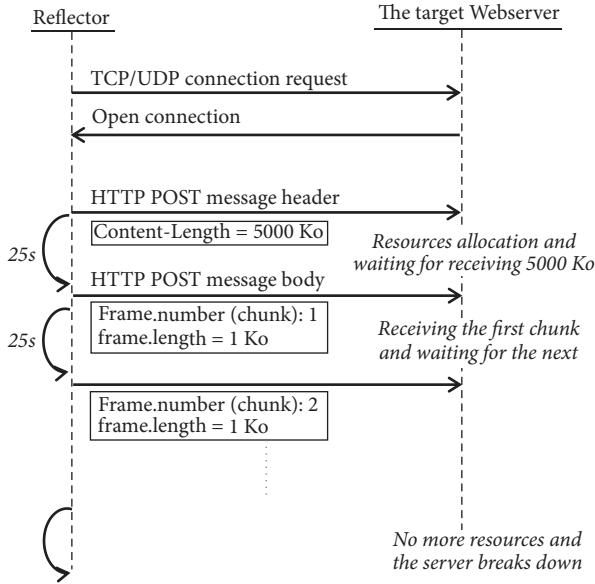 Reflector
The target Webserver
TCP/UDP connection request
Open connection
HTTP POST message header
Content-Length = 5000 Ko
25s
Resources allocation and
waiting for receiving 5000 Ko
HTTP POST message body
Frame.number (chunk): 1
frame.length = 1 Ko
25s
Receiving the first chunk
and waiting for the next
Frame.number (chunk): 2
frame.length = 1 Ko
No more resources and
the server breaks down